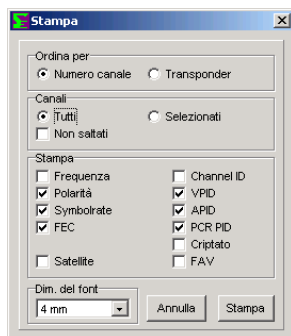 Stampa
Ordina per
Numero canale Transponder
Canali
Tutti Selezionati
Non saltati
Stampa
Frequenza Channel ID
Polarità VPID
Symbolrate APID
FEC PCR PID
Criptato
Satellite FAV
Dim. del font
4 mm Annulla Stampa